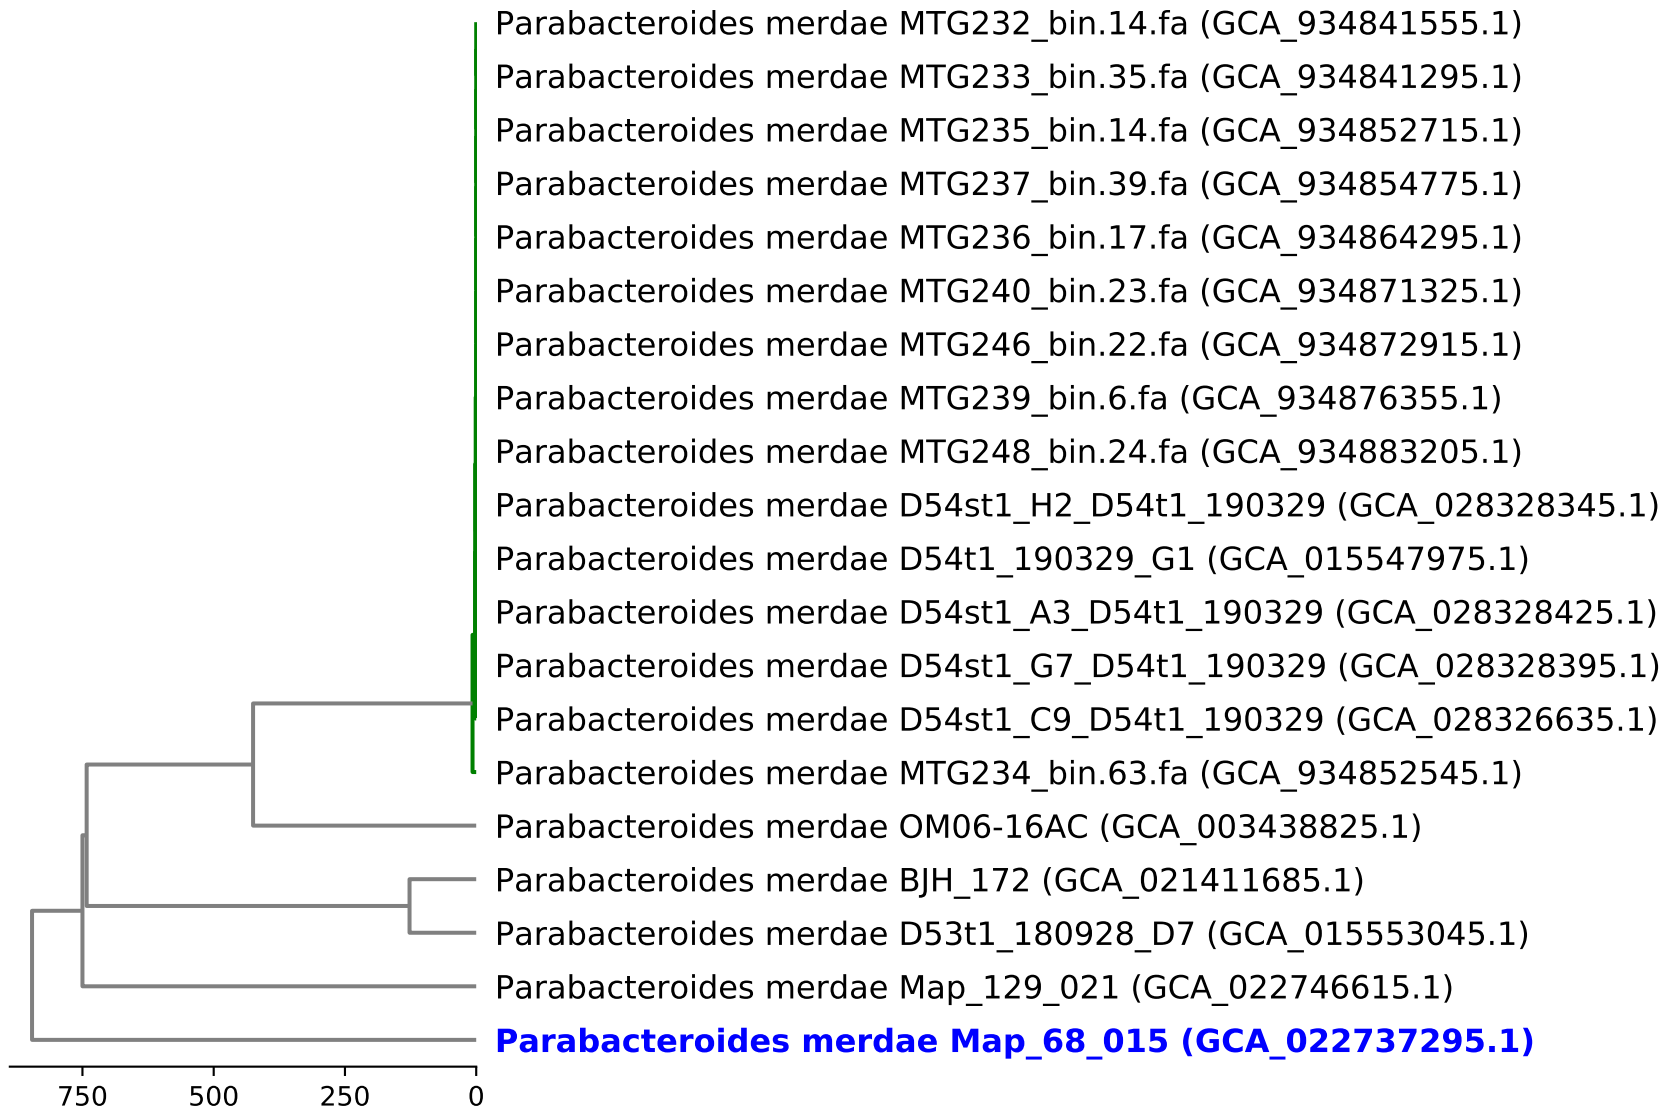 Parabacteroides merdae MTG232_bin.14.fa (GCA_934841555.1)
Parabacteroides merdae MTG233_bin.35.fa (GCA_934841295.1)
Parabacteroides merdae MTG235_bin.14.fa (GCA_934852715.1)
Parabacteroides merdae MTG237_bin.39.fa (GCA_934854775.1)
Parabacteroides merdae MTG236_bin.17.fa (GCA_934864295.1)
Parabacteroides merdae MTG240_bin.23.fa (GCA_934871325.1)
Parabacteroides merdae MTG246_bin.22.fa (GCA_934872915.1)
Parabacteroides merdae MTG239_bin.6.fa (GCA_934876355.1)
Parabacteroides merdae MTG248_bin.24.fa (GCA_934883205.1)
Parabacteroides merdae D54st1_H2_D54t1_190329 (GCA_028328345.1)
Parabacteroides merdae D54t1_190329_G1 (GCA_015547975.1)
Parabacteroides merdae D54st1_A3_D54t1_190329 (GCA_028328425.1)
Parabacteroides merdae D54st1_G7_D54t1_190329 (GCA_028328395.1)
Parabacteroides merdae D54st1_C9_D54t1_190329 (GCA_028326635.1)
Parabacteroides merdae MTG234_bin.63.fa (GCA_934852545.1)
Parabacteroides merdae OM06-16AC (GCA_003438825.1)
Parabacteroides merdae BJH_172 (GCA_021411685.1)
Parabacteroides merdae D53t1_180928_D7 (GCA_015553045.1)
Parabacteroides merdae Map_129_021 (GCA_022746615.1)
Parabacteroides merdae Map_68_015 (GCA_022737295.1)
750 500 250 0